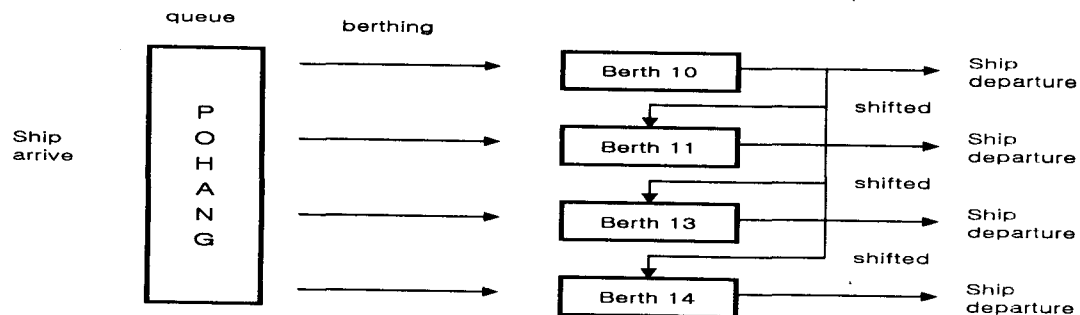 queue
berthing
Ship
arrive
P
O
H
A
N
G
Berth 10
Ship
departure
shifted
Berth 11
Ship
departure
shifted
Berth 13
Ship
departure
shifted
Berth 14
Ship
departure